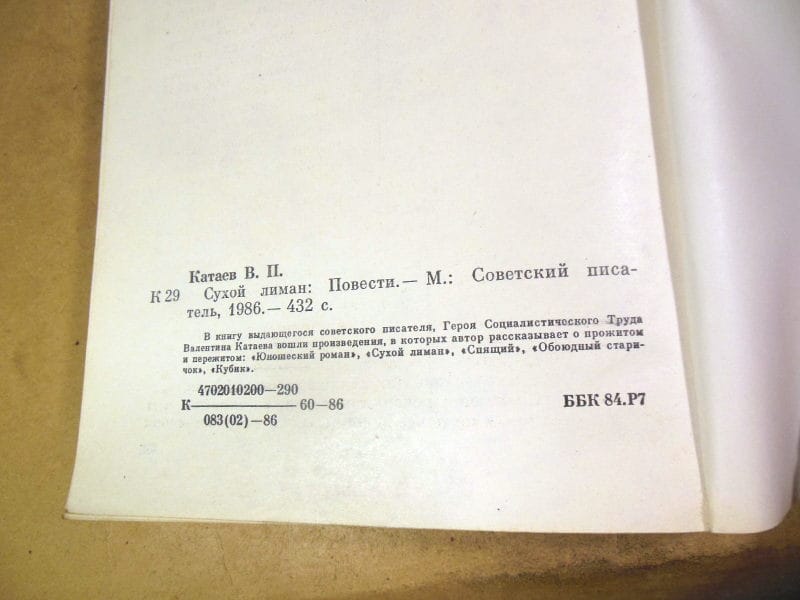 Катаев В. П.
К 29 Сухой лиман: Повести.— М.: Советский писа-
тель, 1986.— 432 с.
В книгу выдающегося советского писателя, Героя Социалистического Труда
Валентина Катаева вошли произведения, в которых автор рассказывает о прожитом
и пережитом: «Юношеский роман», «Сухой лиман», «Спящий», «Обоюдный стари-
чок», «Кубик».
4702010200—290
К 60—86
083(02)—86
ББК 84.Р7